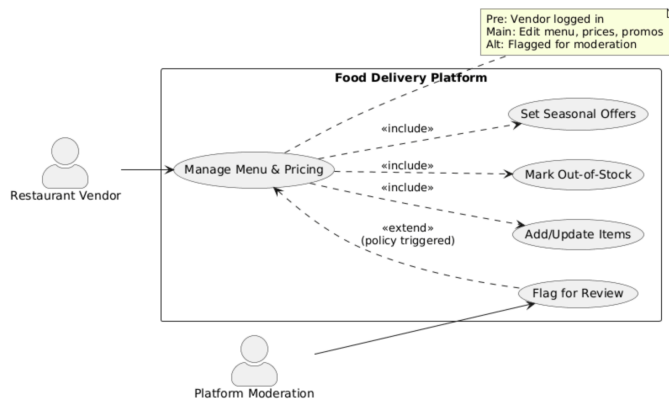 Pre: Vendor logged in
Main: Edit menu, prices, promos
Alt: Flagged for moderation
Food Delivery Platform
Set Seasonal Offers
«include»
Manage Menu & Pricing
«include»
Mark Out-of-Stock
«include»
Restaurant Vendor
«extend»
(policy triggered)
Add/Update Items
Flag for Review
Platform Moderation